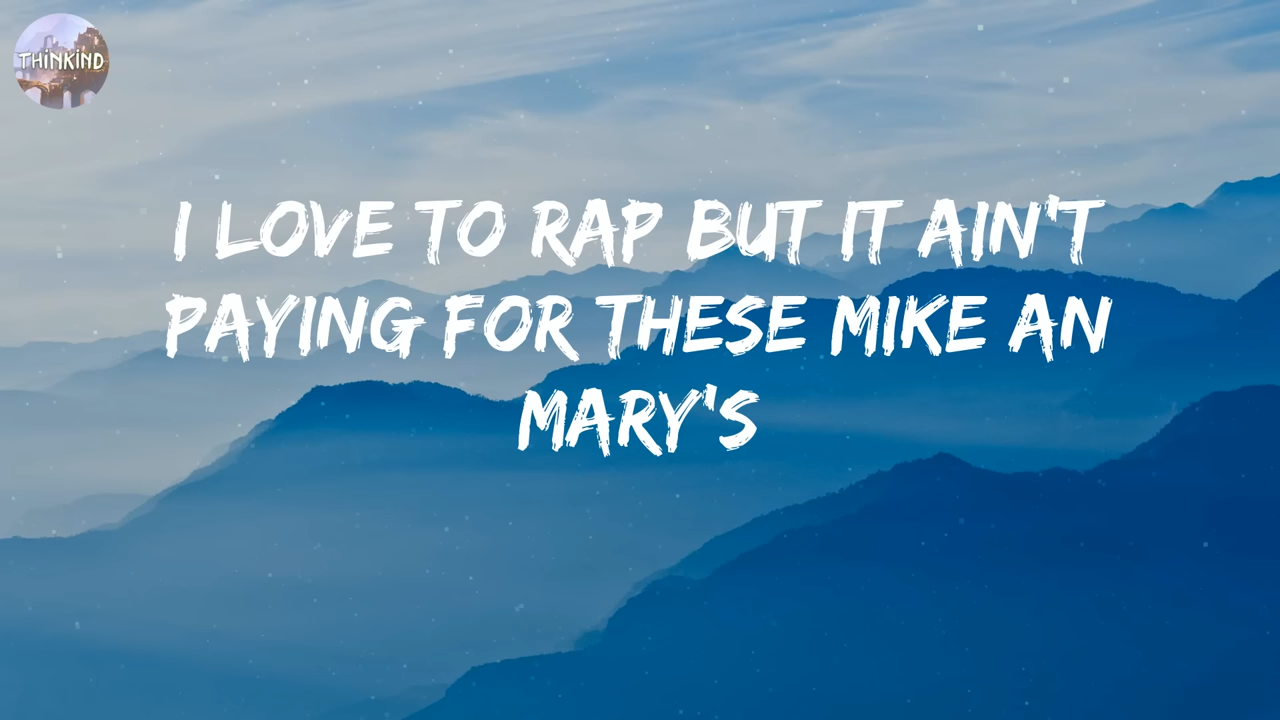 THINKIND
I LOVE TO RAP BUT IT AIN'T
PAYING FOR THESE MIKE AN
MARY'S